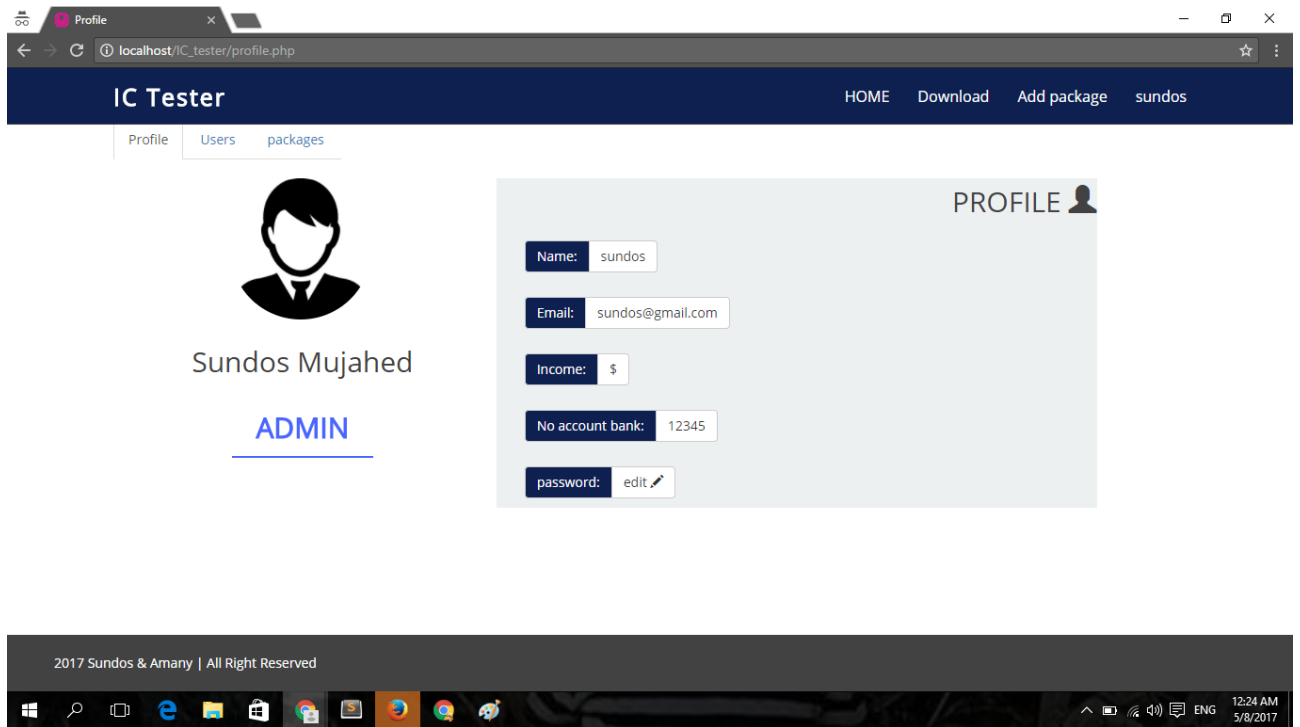 Profile
localhost/IC_tester/profile.php
IC Tester
HOME Download Add package sundos
Profile Users packages
PROFILE
Name: sundos
Email: sundos@gmail.com
Sundos Mujahed
Income: $
ADMIN
No account bank: 12345
password: edit
2017 Sundos & Amany | All Right Reserved
ENG
12:24 AM
5/8/2017